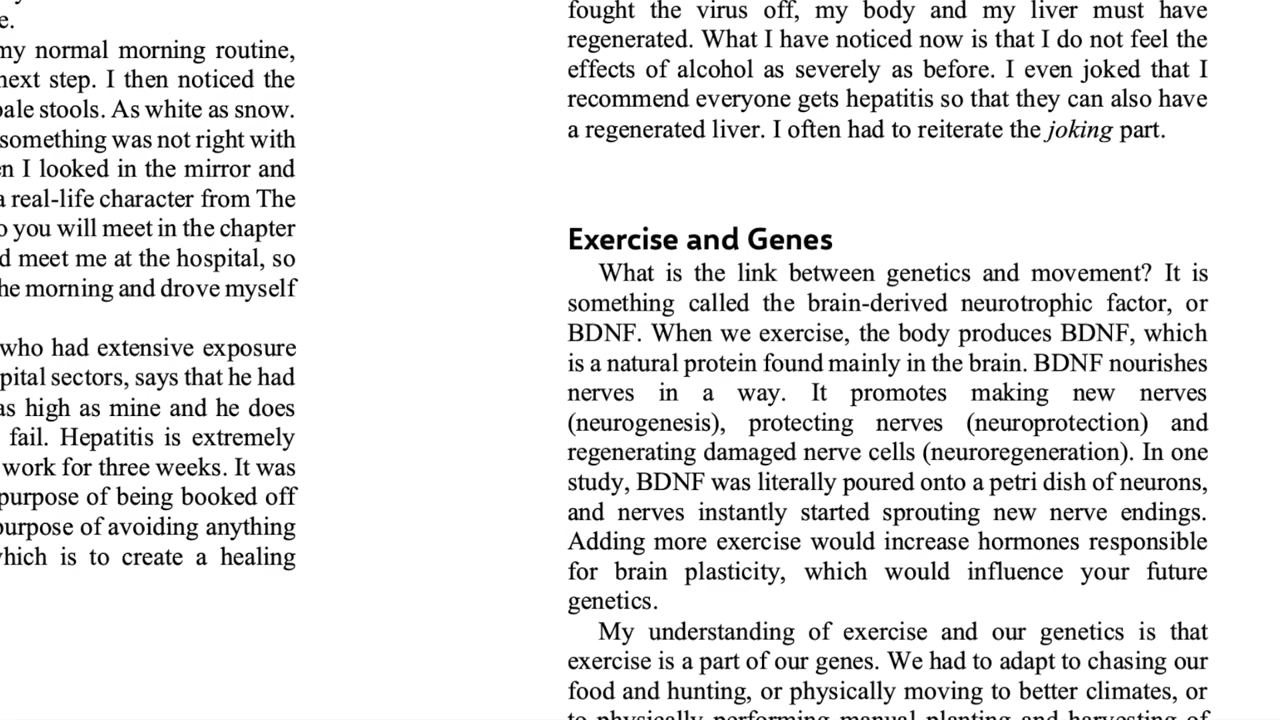 e.
my normal morning routine,
next step. I then noticed the
pale stools. As white as snow.
something was not right with
I looked in the mirror and
a real-life character from The
you will meet in the chapter
meet me at the hospital, so
he morning and drove myself
who had extensive exposure
pital sectors, says that he had
as high as mine and he does
fail. Hepatitis is extremely
work for three weeks. It was
purpose of being booked off
purpose of avoiding anything
which is to create a healing
fought the virus off, my body and my liver must have
regenerated. What I have noticed now is that I do not feel the
effects of alcohol as severely as before. I even joked that I
recommend everyone gets hepatitis so that they can also have
a regenerated liver. I often had to reiterate the joking part.
Exercise and Genes
What is the link between genetics and movement? It is
something called the brain-derived neurotrophic factor, or
BDNF. When we exercise, the body produces BDNF, which
is a natural protein found mainly in the brain. BDNF nourishes
nerves in a way. It promotes making new nerves
(neurogenesis), protecting nerves (neuroprotection) and
regenerating damaged nerve cells (neuroregeneration). In one
study, BDNF was literally poured onto a petri dish of neurons,
and nerves instantly started sprouting new nerve endings.
Adding more exercise would increase hormones responsible
for brain plasticity, which would influence your future
genetics.
My understanding of exercise and our genetics is that
exercise is a part of our genes. We had to adapt to chasing our
food and hunting, or physically moving to better climates, or
to physically performing manual planting and harvesting of